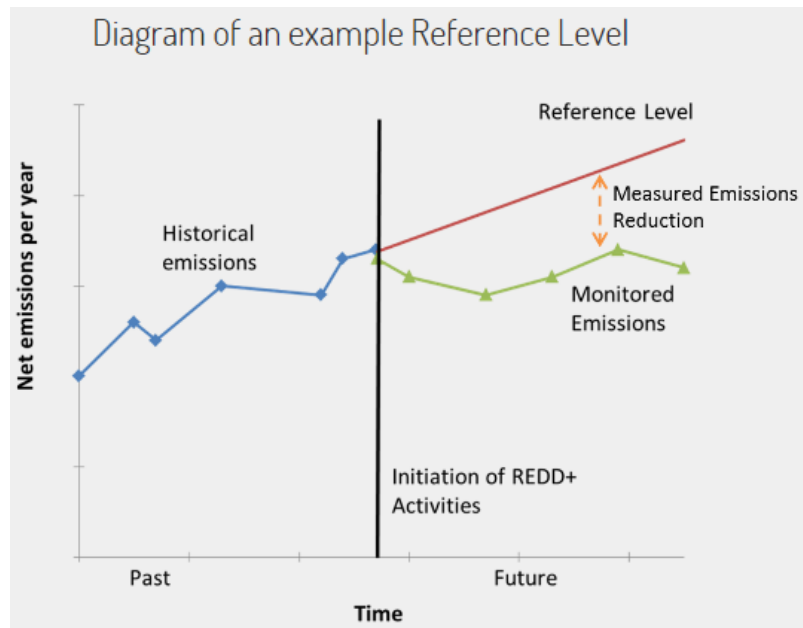 Diagram of an example Reference Level
Reference Level
Measured Emissions
Reduction
Historical
emissions
Monitored
Emissions
Net emissions per year
Initiation of REDD+
Activities
Past
Future
Time